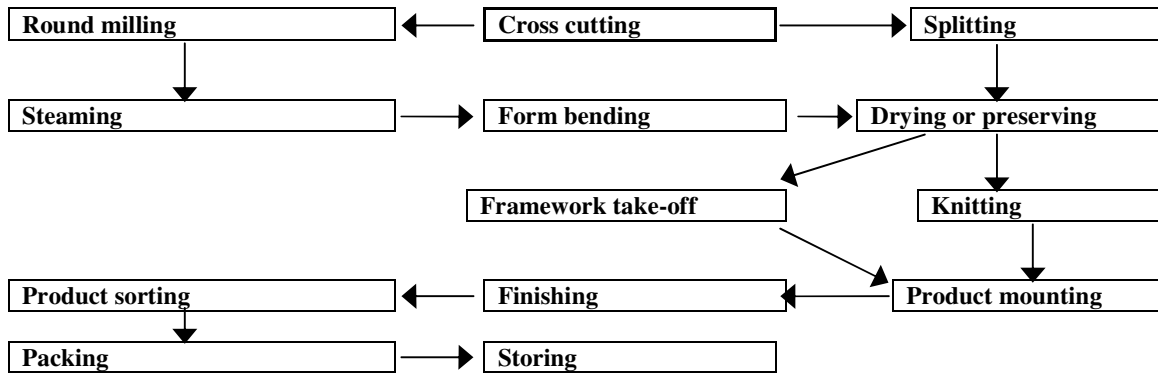 Round milling
Cross cutting
Splitting
Steaming
Form bending
Drying or preserving
Framework take-off
Knitting
Product sorting
Finishing
Product mounting
Packing
Storing